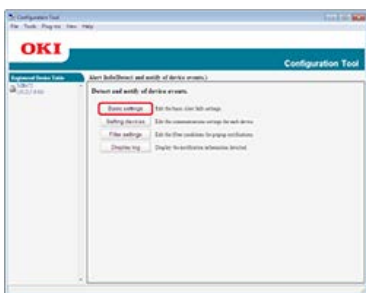 Configuration Tool
File Tools Plug-ins View Help
OKI
Configuration Tool
Registered Device Table
Alert Info(Detect and notify of device events.)
Detect and notify of device events.
Basic settings
Edit the basic Alert Info settings.
Setting devices
Edit the communications settings for each device.
Filter settings
Edit the filter conditions for popup notifications.
Display log
Display the notification information detected.